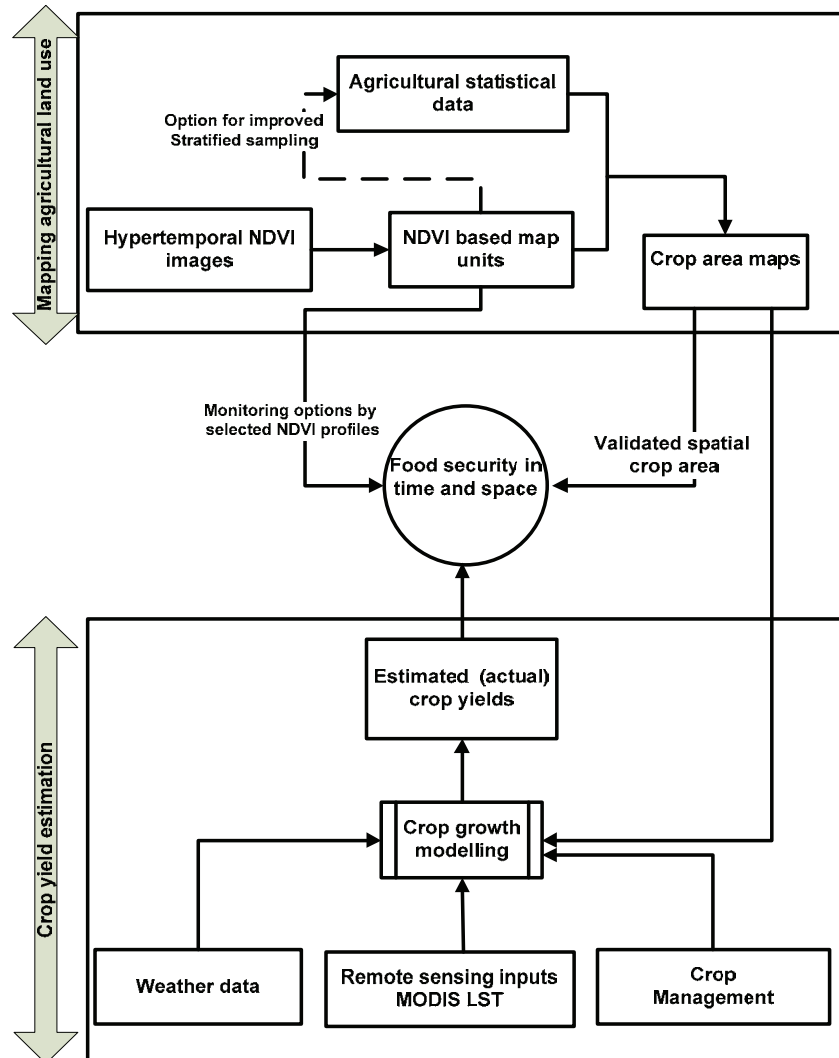 Mapping agricultural land use
Agricultural statistical
data
Option for improved
Stratified sampling
Hypertemporal NDVI
images
NDVI based map
units
Crop area maps
Monitoring options by
selected NDVI profiles
Food security in
time and space
Validated spatial
crop area
Crop yield estimation
Estimated (actual)
crop yields
Crop growth
modelling
Weather data
Remote sensing inputs
MODIS LST
Crop
Management